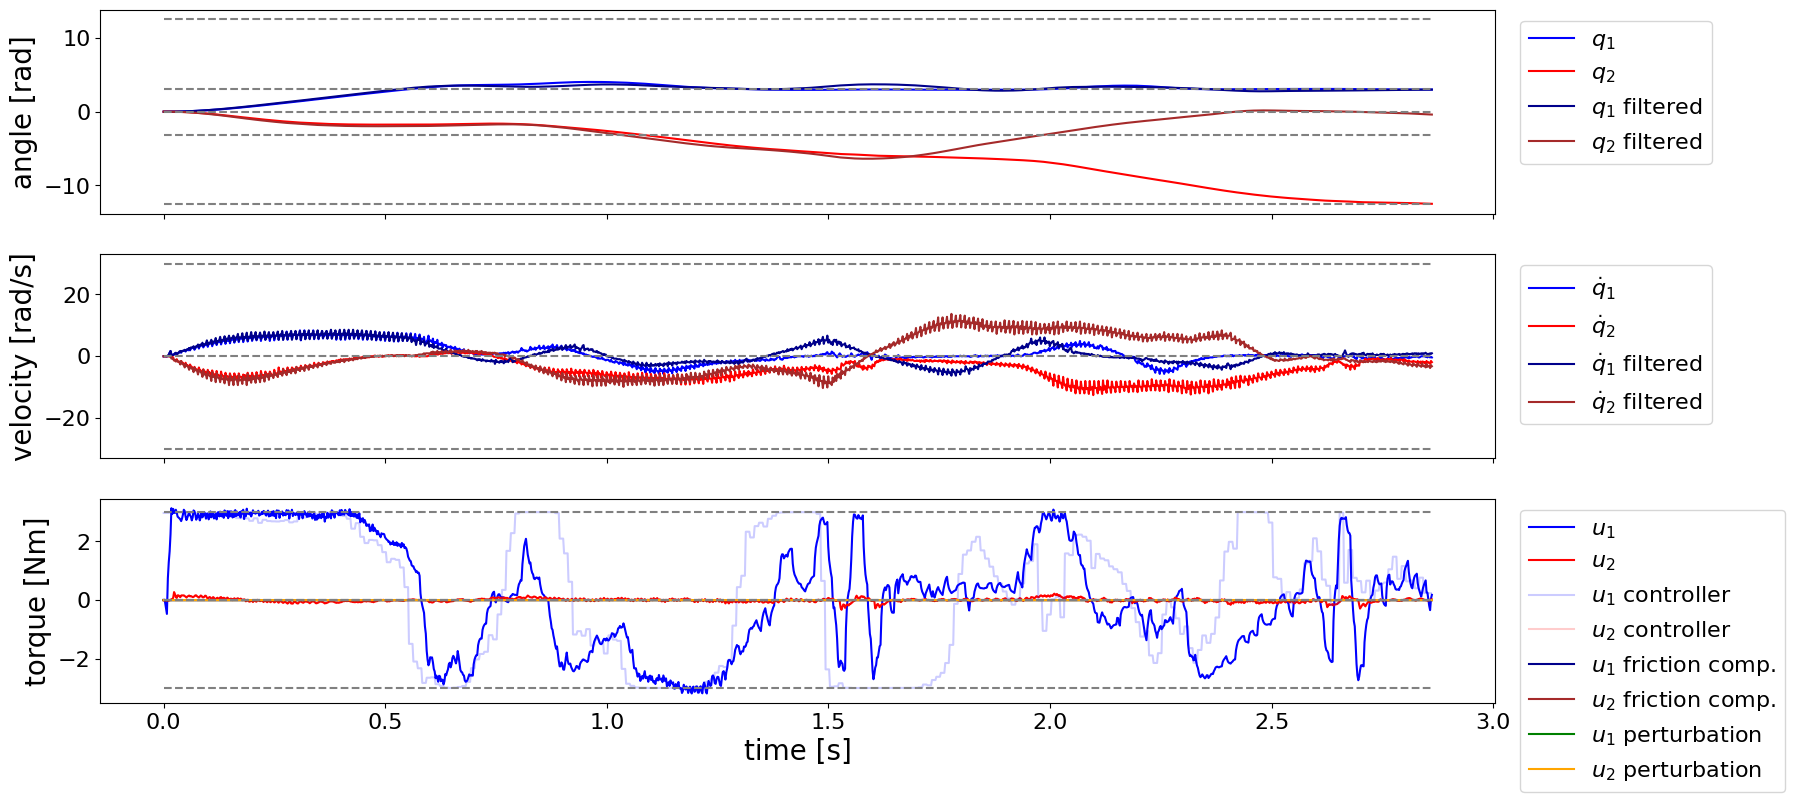 angle [rad]
10
0
−10
q₁
q₂
q₁ filtered
q₂ filtered
velocity [rad/s]
20
0
−20
q̇₁
q̇₂
q̇₁ filtered
q̇₂ filtered
torque [Nm]
2
0
−2
0.0 0.5 1.0 1.5 2.0 2.5 3.0
time [s]
u₁
u₂
u₁ controller
u₂ controller
u₁ friction comp.
u₂ friction comp.
u₁ perturbation
u₂ perturbation